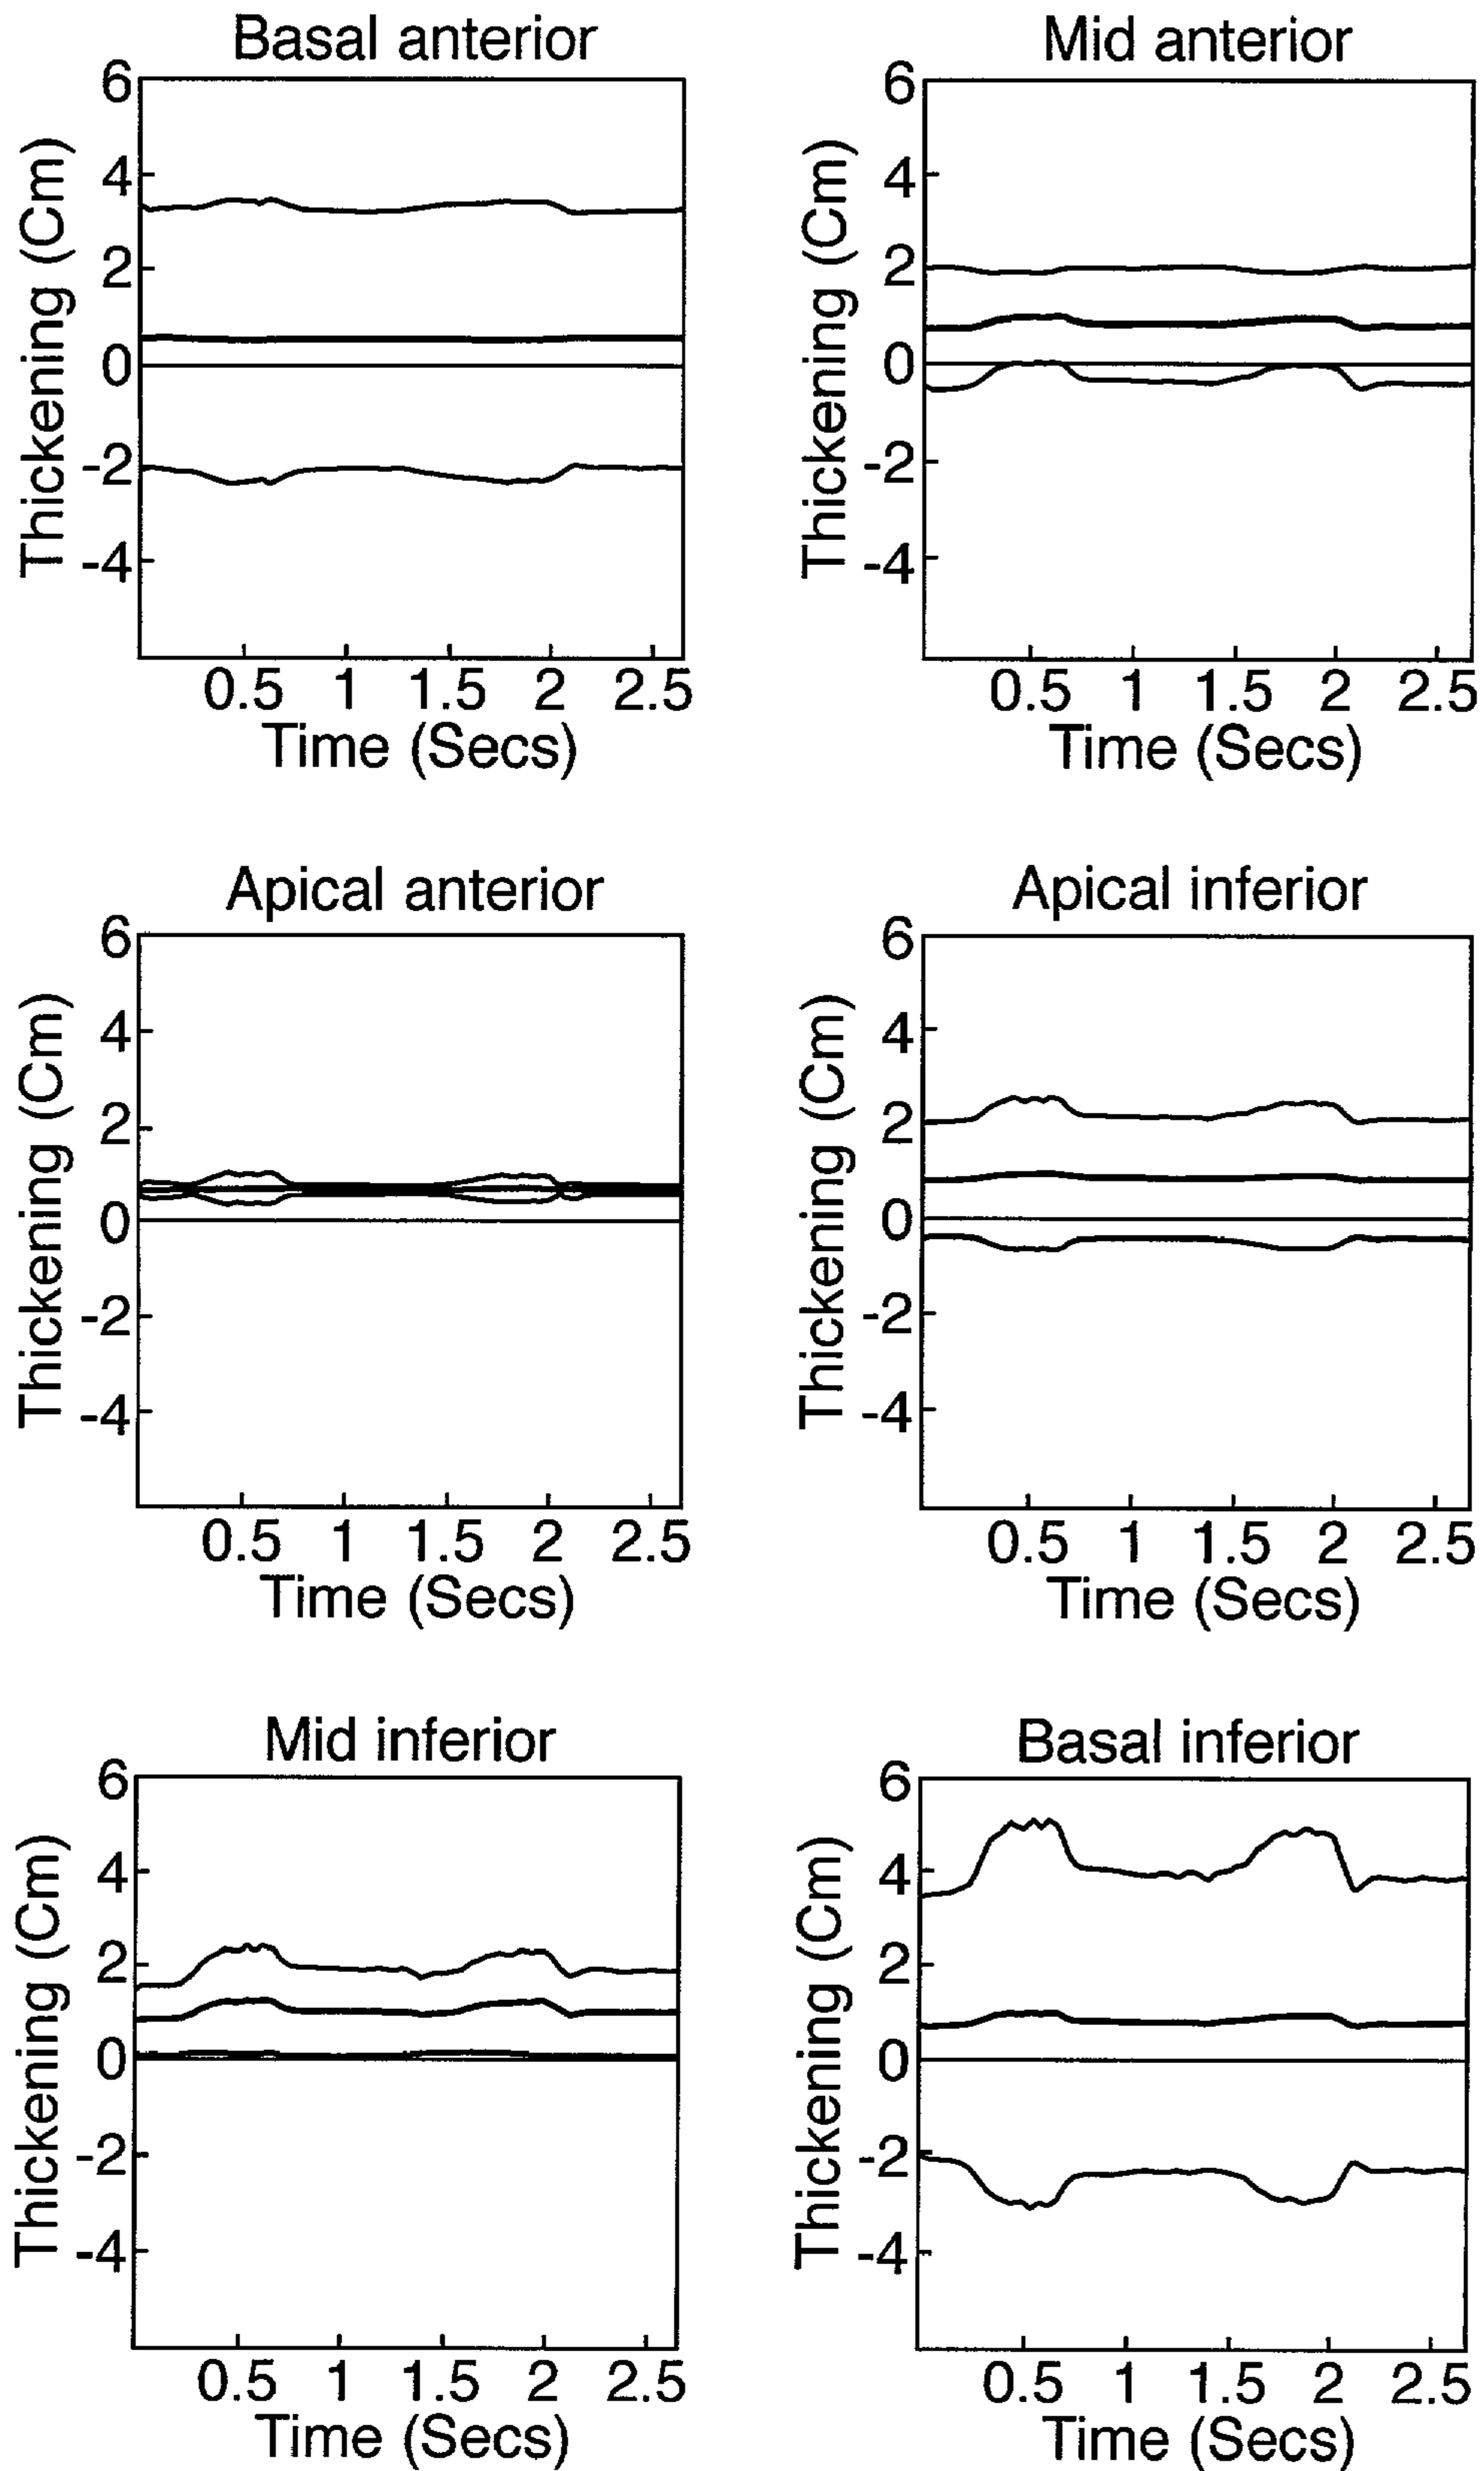 Basal anterior
Thickening (Cm)
6
4
2
0
-2
-4
0.5 1 1.5 2 2.5
Time (Secs)
Mid anterior
Thickening (Cm)
6
4
2
0
-2
-4
0.5 1 1.5 2 2.5
Time (Secs)
Apical anterior
Thickening (Cm)
6
4
2
0
-2
-4
0.5 1 1.5 2 2.5
Time (Secs)
Apical inferior
Thickening (Cm)
6
4
2
0
-2
-4
0.5 1 1.5 2 2.5
Time (Secs)
Mid inferior
Thickening (Cm)
6
4
2
0
-2
-4
0.5 1 1.5 2 2.5
Time (Secs)
Basal inferior
Thickening (Cm)
6
4
2
0
-2
-4
0.5 1 1.5 2 2.5
Time (Secs)